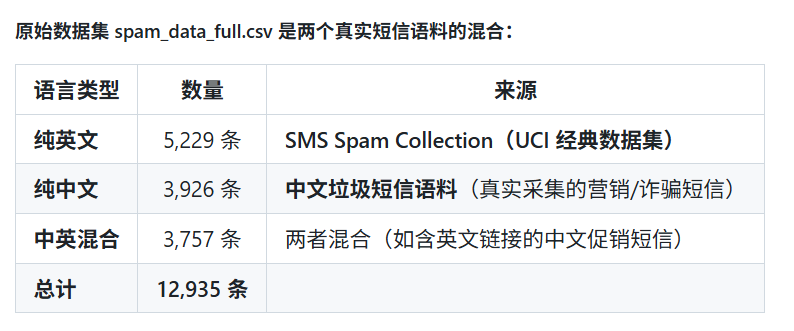 原始数据集 spam_data_full.csv 是两个真实短信语料的混合：
语言类型 数量 来源
纯英文 5,229 条 SMS Spam Collection（UCI 经典数据集）
纯中文 3,926 条 中文垃圾短信语料（真实采集的营销/诈骗短信）
中英混合 3,757 条 两者混合（如含英文链接的中文促销短信）
总计 12,935 条